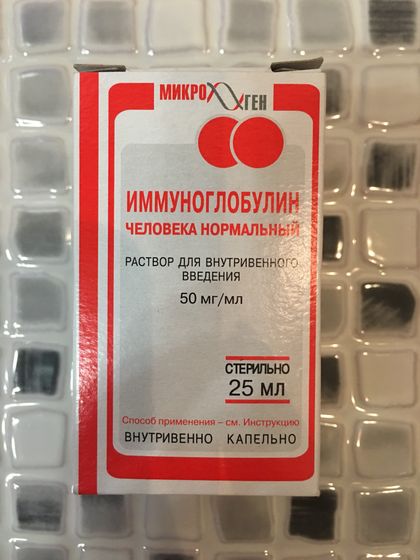 МИКРОГЕН
ИММУНОГЛОБУЛИН
ЧЕЛОВЕКА НОРМАЛЬНЫЙ
РАСТВОР ДЛЯ ВНУТРИВЕННОГО
ВВЕДЕНИЯ
50 мг/мл
СТЕРИЛЬНО
25 мл
Способ применения – см. Инструкцию
ВНУТРИВЕННО КАПЕЛЬНО